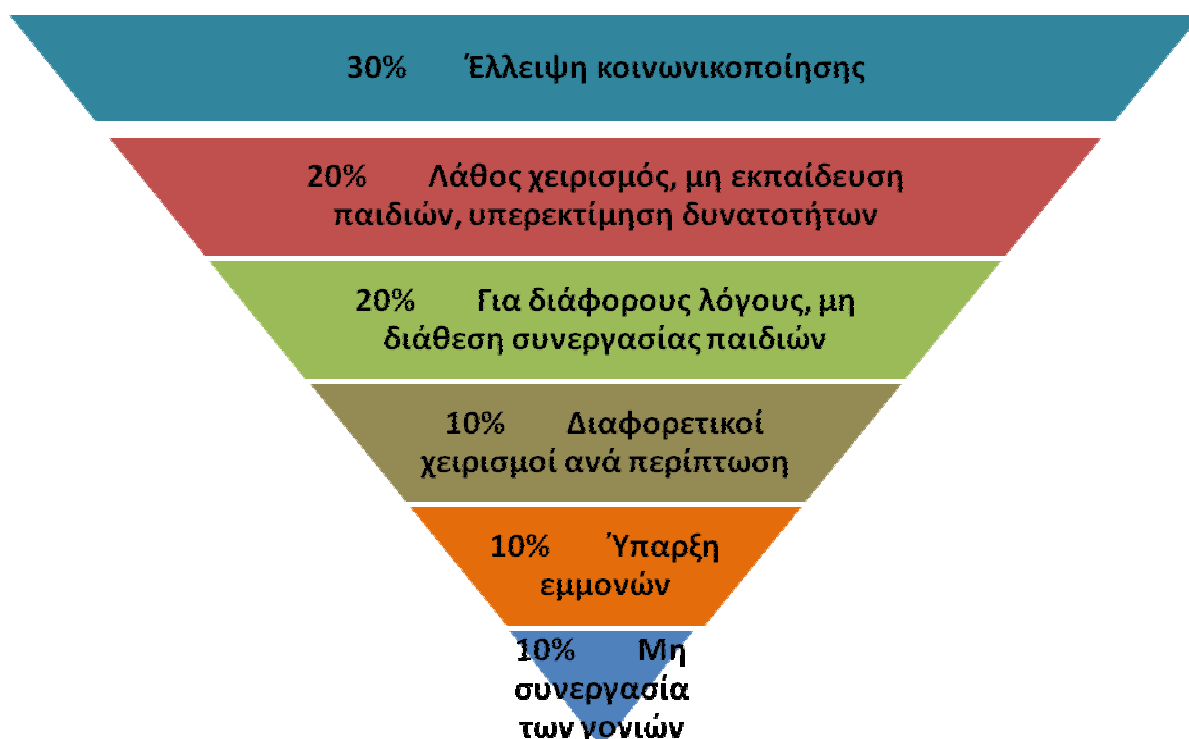 30% Έλλειψη κοινωνικοποίησης
20% Λάθος χειρισμός, μη εκπαίδευση
παιδιών, υπερεκτίμηση δυνατοτήτων
20% Για διάφορους λόγους, μη
διάθεση συνεργασίας παιδιών
10% Διαφορετικοί
χειρισμοί ανά περίπτωση
10% Ύπαρξη
εμμονών
10% Μη
συνεργασία
των γονιών